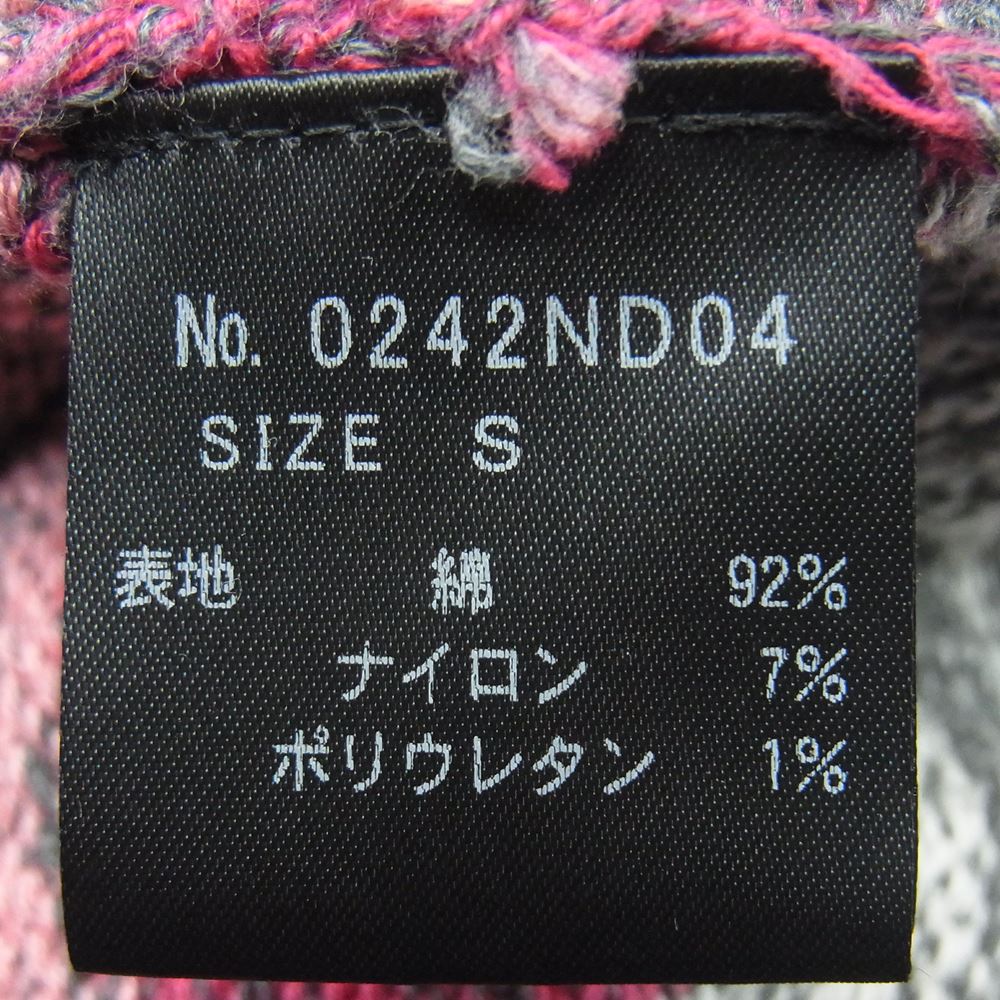 No. 0242ND04
SIZE S
表地 綿 92%
ナイロン 7%
ポリウレタン 1%